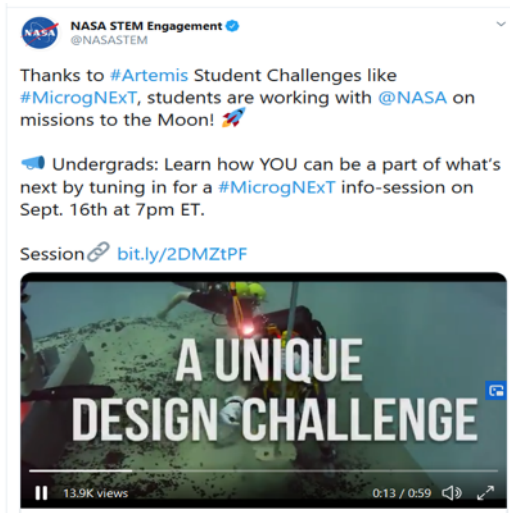 NASA
NASA STEM Engagement
@NASASTEM
Thanks to #Artemis Student Challenges like
#MicrogNExT, students are working with @NASA on
missions to the Moon! 🚀
📣 Undergrads: Learn how YOU can be a part of what's
next by tuning in for a #MicrogNExT info-session on
Sept. 16th at 7pm ET.
Session🔗 bit.ly/2DMZtPF
A UNIQUE
DESIGN CHALLENGE
13.9K views 0:13 / 0:59